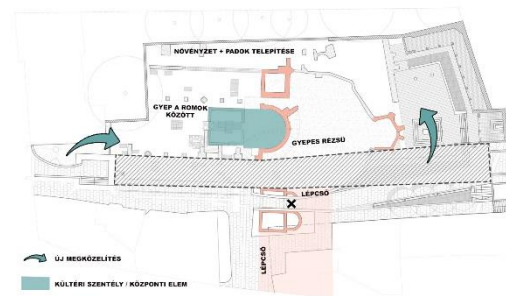 NÖVÉNYZET + PADOK TELEPÍTÉSE
GYEP A ROMOK
KÖZÖTT
GYEPES RÉZSŰ
LÉPCSŐ
LÉPCSŐ
ÚJ MEGKÖZELÍTÉS
KÜLTÉRI SZENTÉLY / KÖZPONTI ELEM